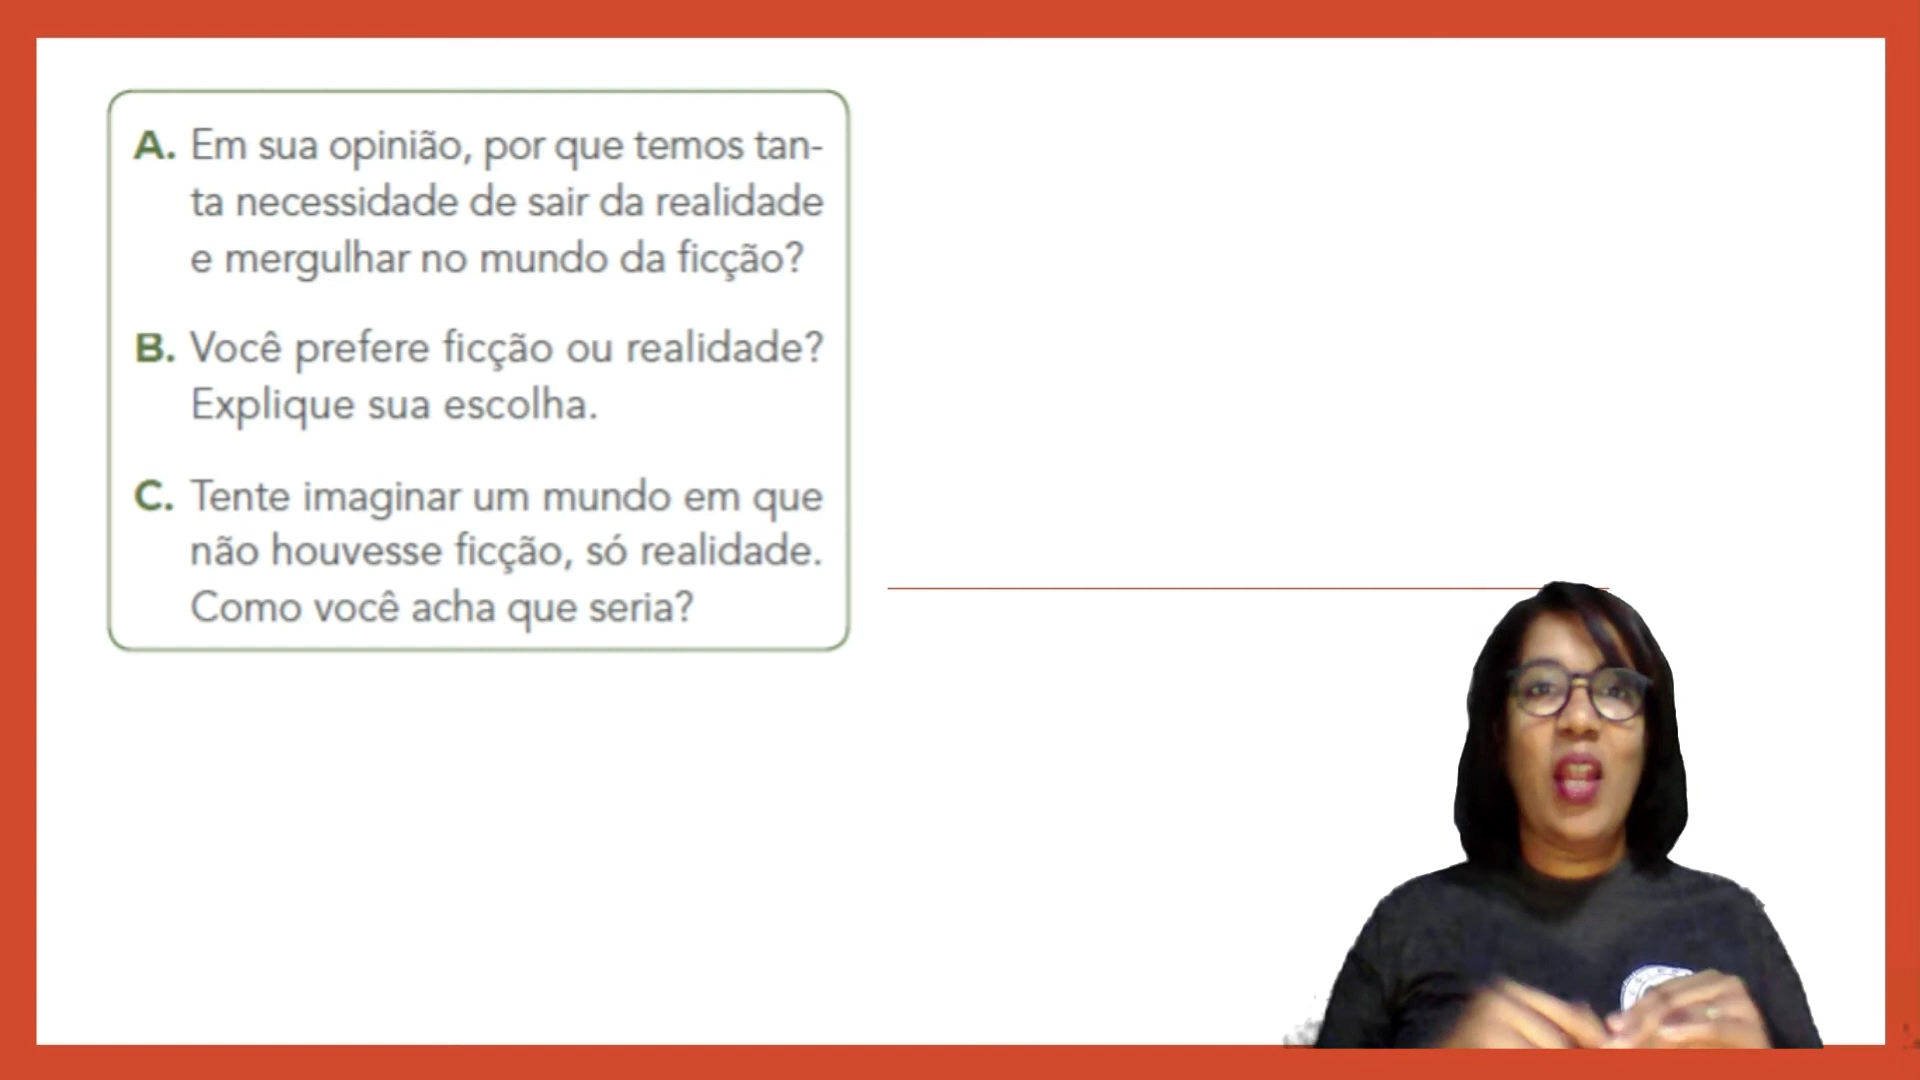 A. Em sua opinião, por que temos tan-
ta necessidade de sair da realidade
e mergulhar no mundo da ficção?
B. Você prefere ficção ou realidade?
Explique sua escolha.
C. Tente imaginar um mundo em que
não houvesse ficção, só realidade.
Como você acha que seria?